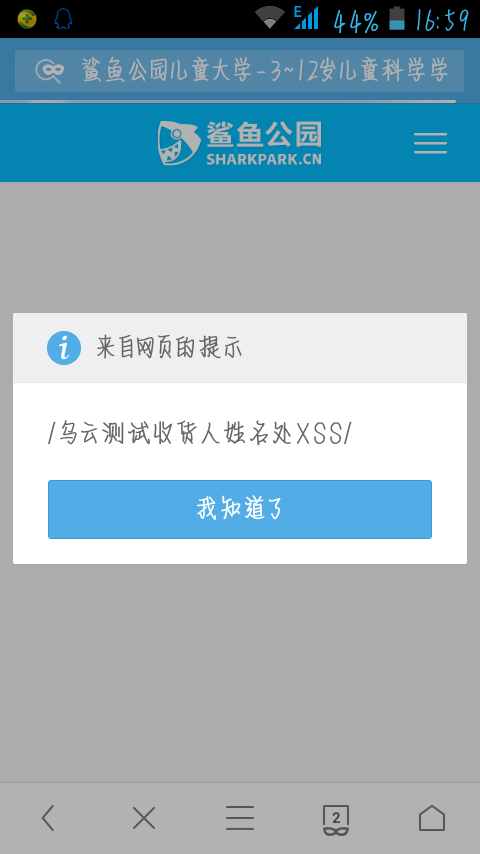 E 44% 16:59
鲨鱼公园儿童大学-3~12岁儿童科学学
鲨鱼公园
SHARKPARK.CN
来自网页的提示
/乌云测试收货人姓名处XSS/
我知道了
2